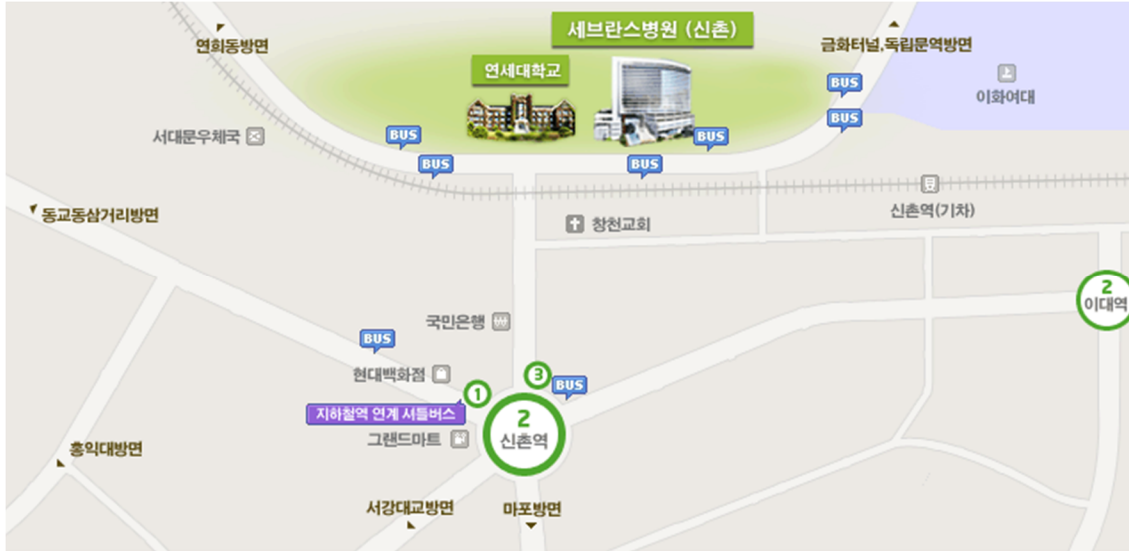 세브란스병원 (신촌)
연희동방면
금화터널,독립문역방면
연세대학교
BUS
이화여대
BUS
서대문우체국
BUS
BUS
BUS
BUS
신촌역(기차)
동교동삼거리방면
창천교회
2
이대역
국민은행
BUS
현대백화점
3
BUS
1
지하철역 연계 셔틀버스
2
신촌역
그랜드마트
홍익대방면
서강대교방면
마포방면